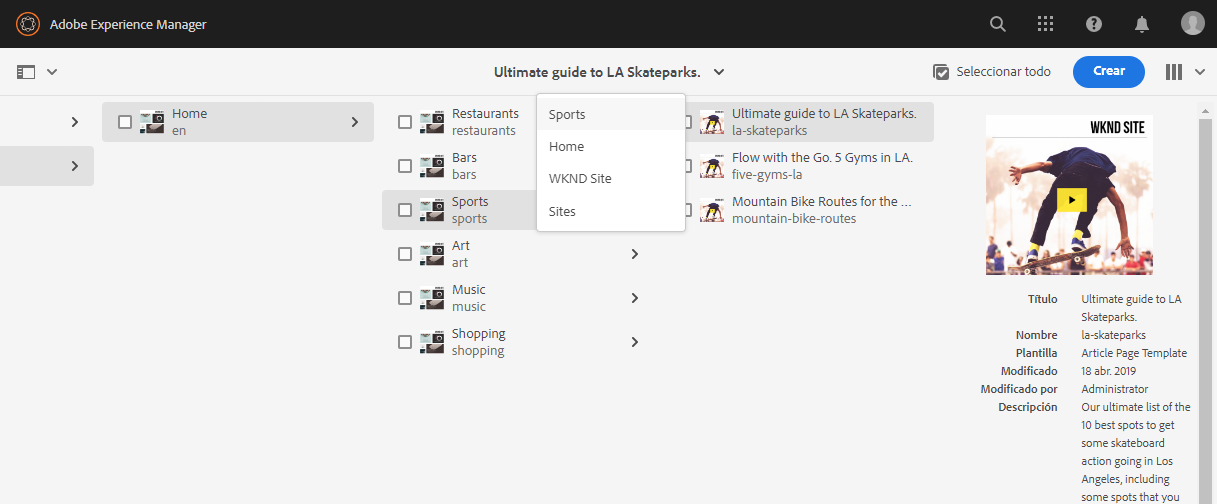 Adobe Experience Manager
Ultimate guide to LA Skateparks.
Seleccionar todo
Crear
Home
en
Restaurants
restaurants
Bars
bars
Sports
sports
Art
art
Music
music
Shopping
shopping
Sports
Home
WKND Site
Sites
Ultimate guide to LA Skateparks.
la-skateparks
Flow with the Go. 5 Gyms in LA.
five-gyms-la
Mountain Bike Routes for the ...
mountain-bike-routes
WKND SITE
Título Ultimate guide to LA
Skateparks.
Nombre la-skateparks
Plantilla Article Page Template
Modificado 18 abr. 2019
Modificado por Administrator
Descripción Our ultimate list of the
10 best spots to get
some skateboard
action going in Los
Angeles, including
some spots that you